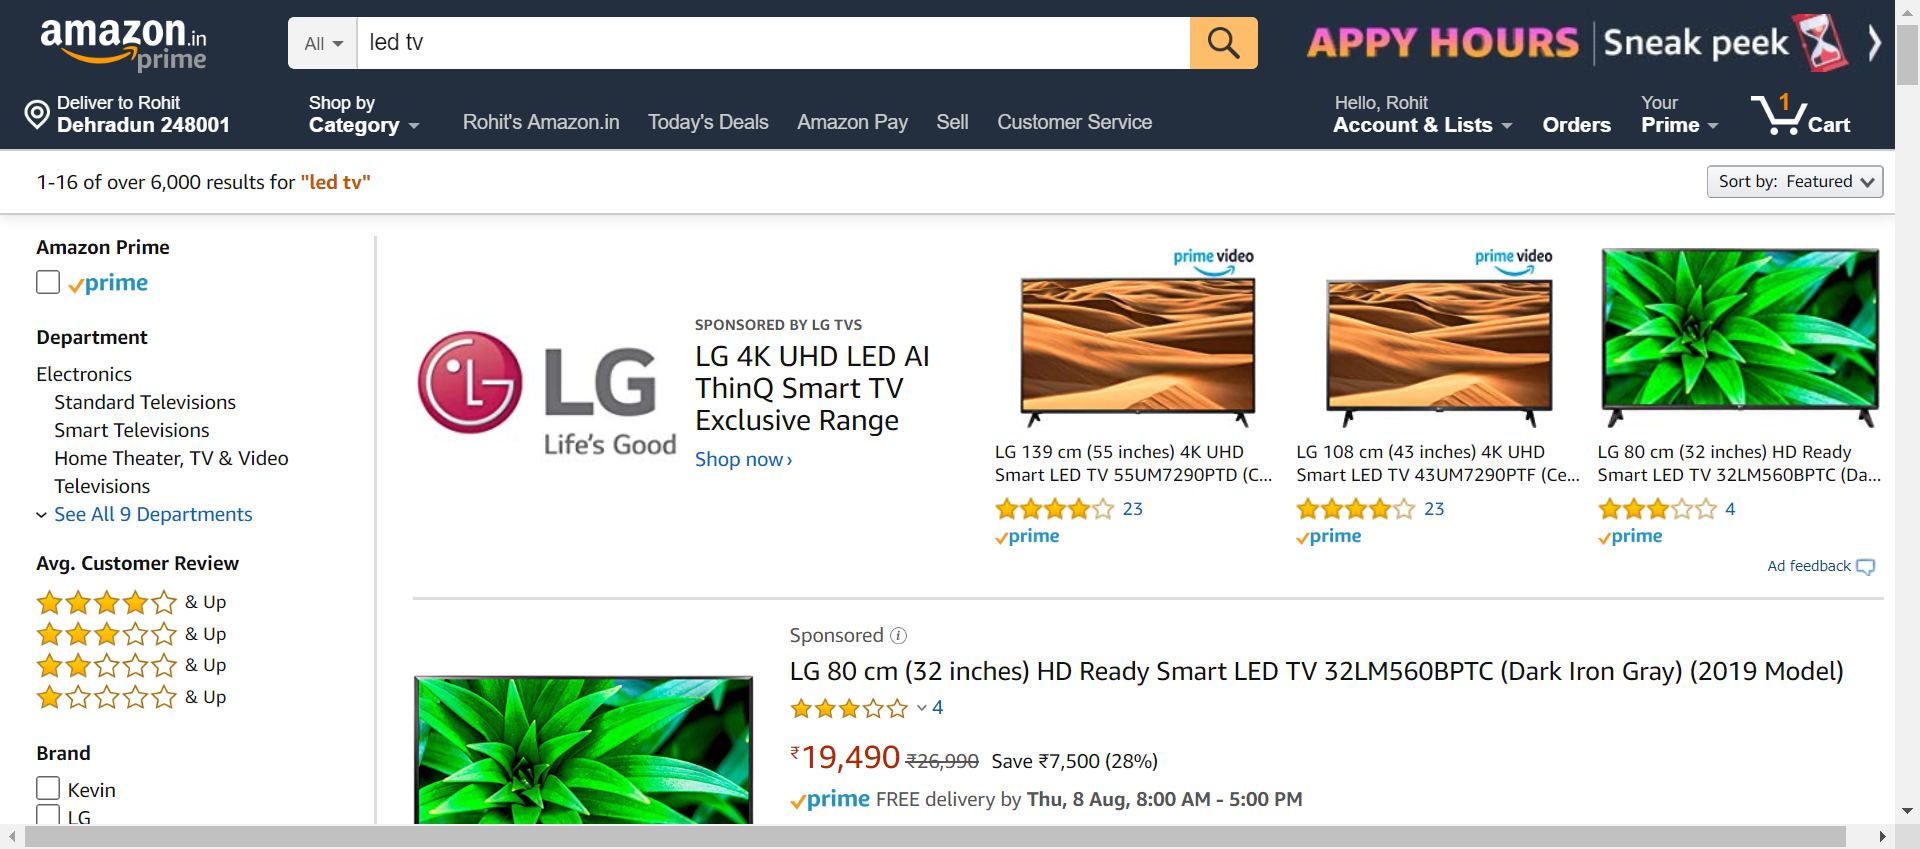 amazon.in
prime
All
led tv
APPY HOURS
Sneak peek
Deliver to Rohit
Dehradun 248001
Shop by
Category
Rohit's Amazon.in
Today's Deals
Amazon Pay
Sell
Customer Service
Hello, Rohit
Account & Lists
Orders
Your
Prime
1
Cart
1-16 of over 6,000 results for "led tv"
Sort by: Featured
Amazon Prime
prime
Department
Electronics
Standard Televisions
Smart Televisions
Home Theater, TV & Video
Televisions
See All 9 Departments
Avg. Customer Review
& Up
& Up
& Up
& Up
Brand
Kevin
LG
LG
Life's Good
SPONSORED BY LG TVS
LG 4K UHD LED AI
ThinQ Smart TV
Exclusive Range
Shop now ›
prime video
LG 139 cm (55 inches) 4K UHD
Smart LED TV 55UM7290PTD (C...
23
prime
prime video
LG 108 cm (43 inches) 4K UHD
Smart LED TV 43UM7290PTF (Ce...
23
prime
LG 80 cm (32 inches) HD Ready
Smart LED TV 32LM560BPTC (Da...
4
prime
Ad feedback
Sponsored
LG 80 cm (32 inches) HD Ready Smart LED TV 32LM560BPTC (Dark Iron Gray) (2019 Model)
4
₹19,490 ₹26,990 Save ₹7,500 (28%)
prime FREE delivery by Thu, 8 Aug, 8:00 AM - 5:00 PM